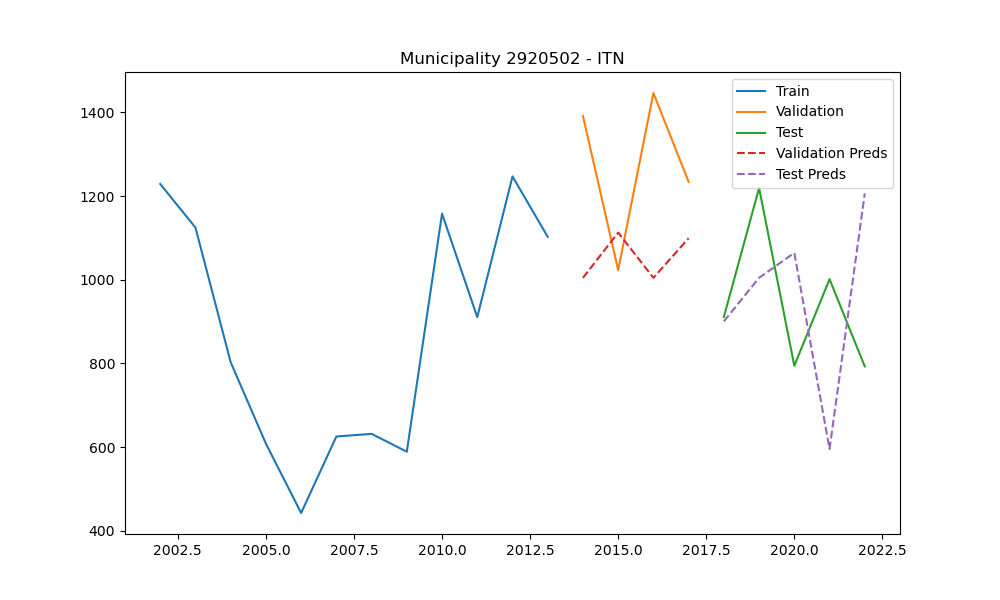 Municipality 2920502 - ITN
Train
Validation
Test
Validation Preds
Test Preds
1400
1200
1000
800
600
400
2002.5 2005.0 2007.5 2010.0 2012.5 2015.0 2017.5 2020.0 2022.5